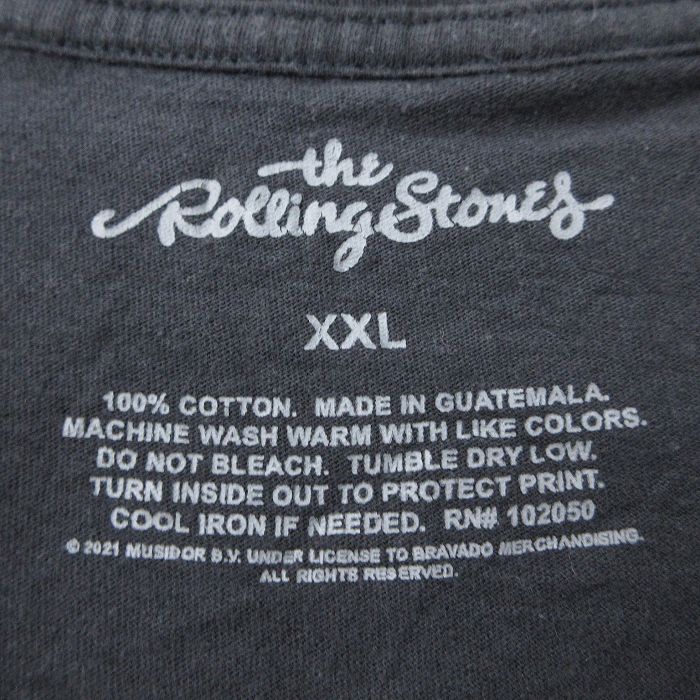 the
Rolling Stones
XXL
100% COTTON. MADE IN GUATEMALA.
MACHINE WASH WARM WITH LIKE COLORS.
DO NOT BLEACH. TUMBLE DRY LOW.
TURN INSIDE OUT TO PROTECT PRINT.
COOL IRON IF NEEDED. RN# 102050
© 2021 MUSIDOR B.V. UNDER LICENSE TO BRAVADO MERCHANDISING.
ALL RIGHTS RESERVED.